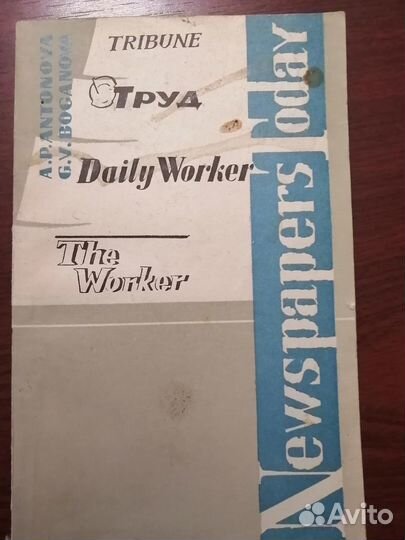 A.P. ANTONOVA
G.V. BOGANOVA
TRIBUNE
ТРУД
Daily Worker
The
Worker
Newspapers Today
Avito